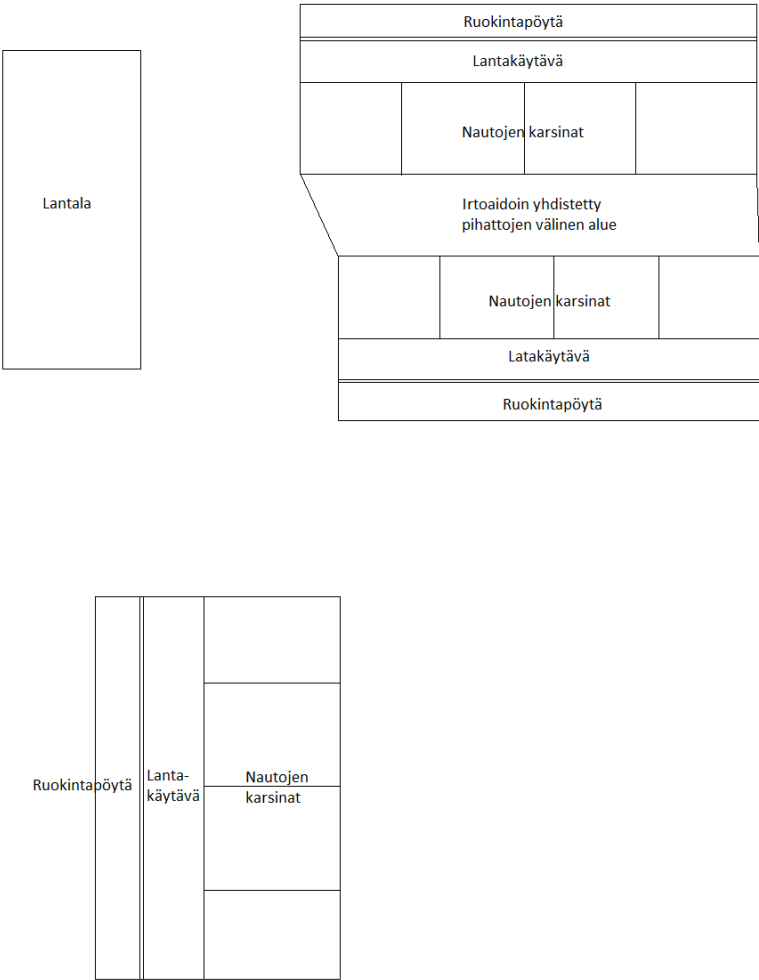 Ruokintapöytä
Lantakäytävä
Nautojen karsinat
Lantala
Irtoaidoin yhdistetty
pihattojen välinen alue
Nautojen karsinat
Latakäytävä
Ruokintapöytä
Ruokintapöytä
Lanta-
käytävä
Nautojen
karsinat